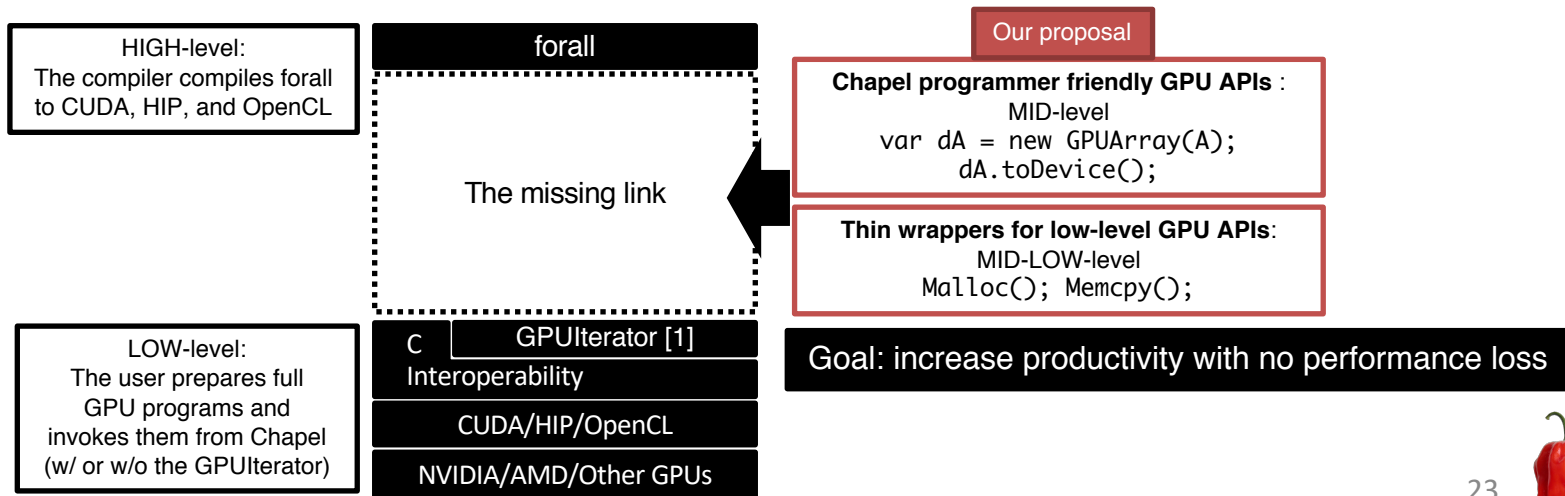 HIGH-level:
The compiler compiles forall
to CUDA, HIP, and OpenCL
forall
The missing link
Our proposal
Chapel programmer friendly GPU APIs :
MID-level
var dA = new GPUArray(A);
dA.toDevice();
Thin wrappers for low-level GPU APIs:
MID-LOW-level
Malloc(); Memcpy();
LOW-level:
The user prepares full
GPU programs and
invokes them from Chapel
(w/ or w/o the GPUIterator)
C
GPUIterator [1]
Interoperability
CUDA/HIP/OpenCL
NVIDIA/AMD/Other GPUs
Goal: increase productivity with no performance loss
23